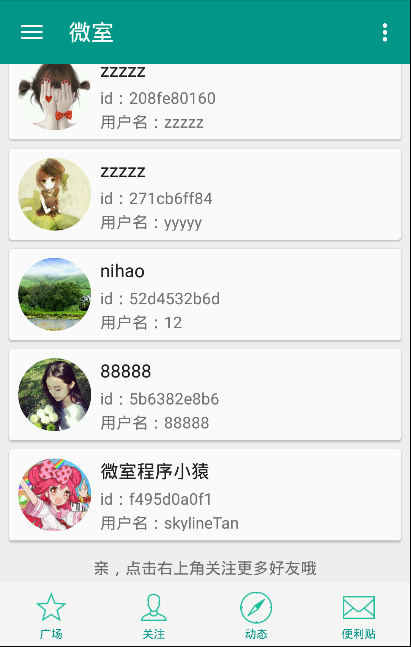 微室
zzzzz
id：208fe80160
用户名：zzzzz
zzzzz
id：271cb6ff84
用户名：yyyyy
nihao
id：52d4532b6d
用户名：12
88888
id：5b6382e8b6
用户名：88888
微室程序小猿
id：f495d0a0f1
用户名：skylineTan
亲，点击右上角关注更多好友哦
广场
关注
动态
便利贴